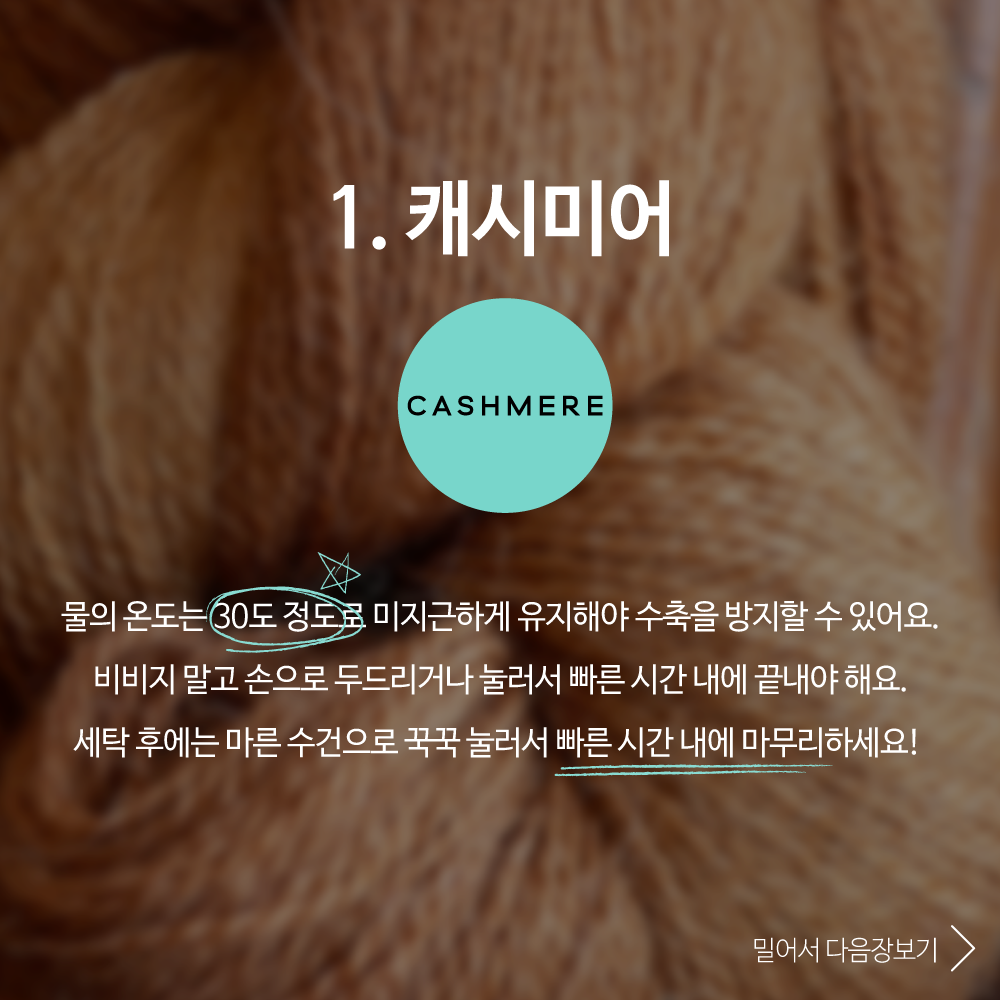 1. 캐시미어
CASHMERE
물의 온도는 30도 정도로 미지근하게 유지해야 수축을 방지할 수 있어요.
비비지 말고 손으로 두드리거나 눌러서 빠른 시간 내에 끝내야 해요.
세탁 후에는 마른 수건으로 꾹꾹 눌러서 빠른 시간 내에 마무리하세요!
밀어서 다음장보기